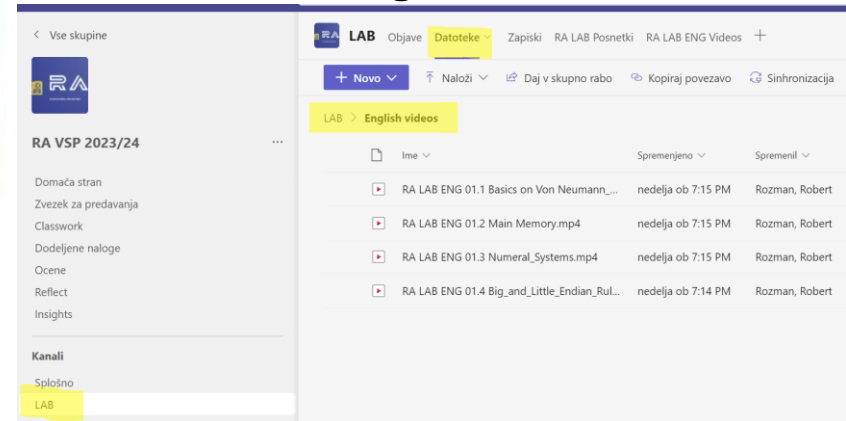 Vse skupine
RA
RA VSP 2023/24
Domača stran
Zvezek za predavanja
Classwork
Dodeljene naloge
Ocene
Reflect
Insights
Kanali
Splošno
LAB
RA LAB Objave Datoteke Zapiski RA LAB Posnetki RA LAB ENG Videos
+ Novo Naloži Daj v skupno rabo Kopiraj povezavo Sinhronizacija
LAB > English videos
Ime Spremenjeno Spremenil
RA LAB ENG 01.1 Basics on Von Neumann_... nedelja ob 7:15 PM Rozman, Robert
RA LAB ENG 01.2 Main Memory.mp4 nedelja ob 7:15 PM Rozman, Robert
RA LAB ENG 01.3 Numeral_Systems.mp4 nedelja ob 7:15 PM Rozman, Robert
RA LAB ENG 01.4 Big_and_Little_Endian_Rul... nedelja ob 7:14 PM Rozman, Robert